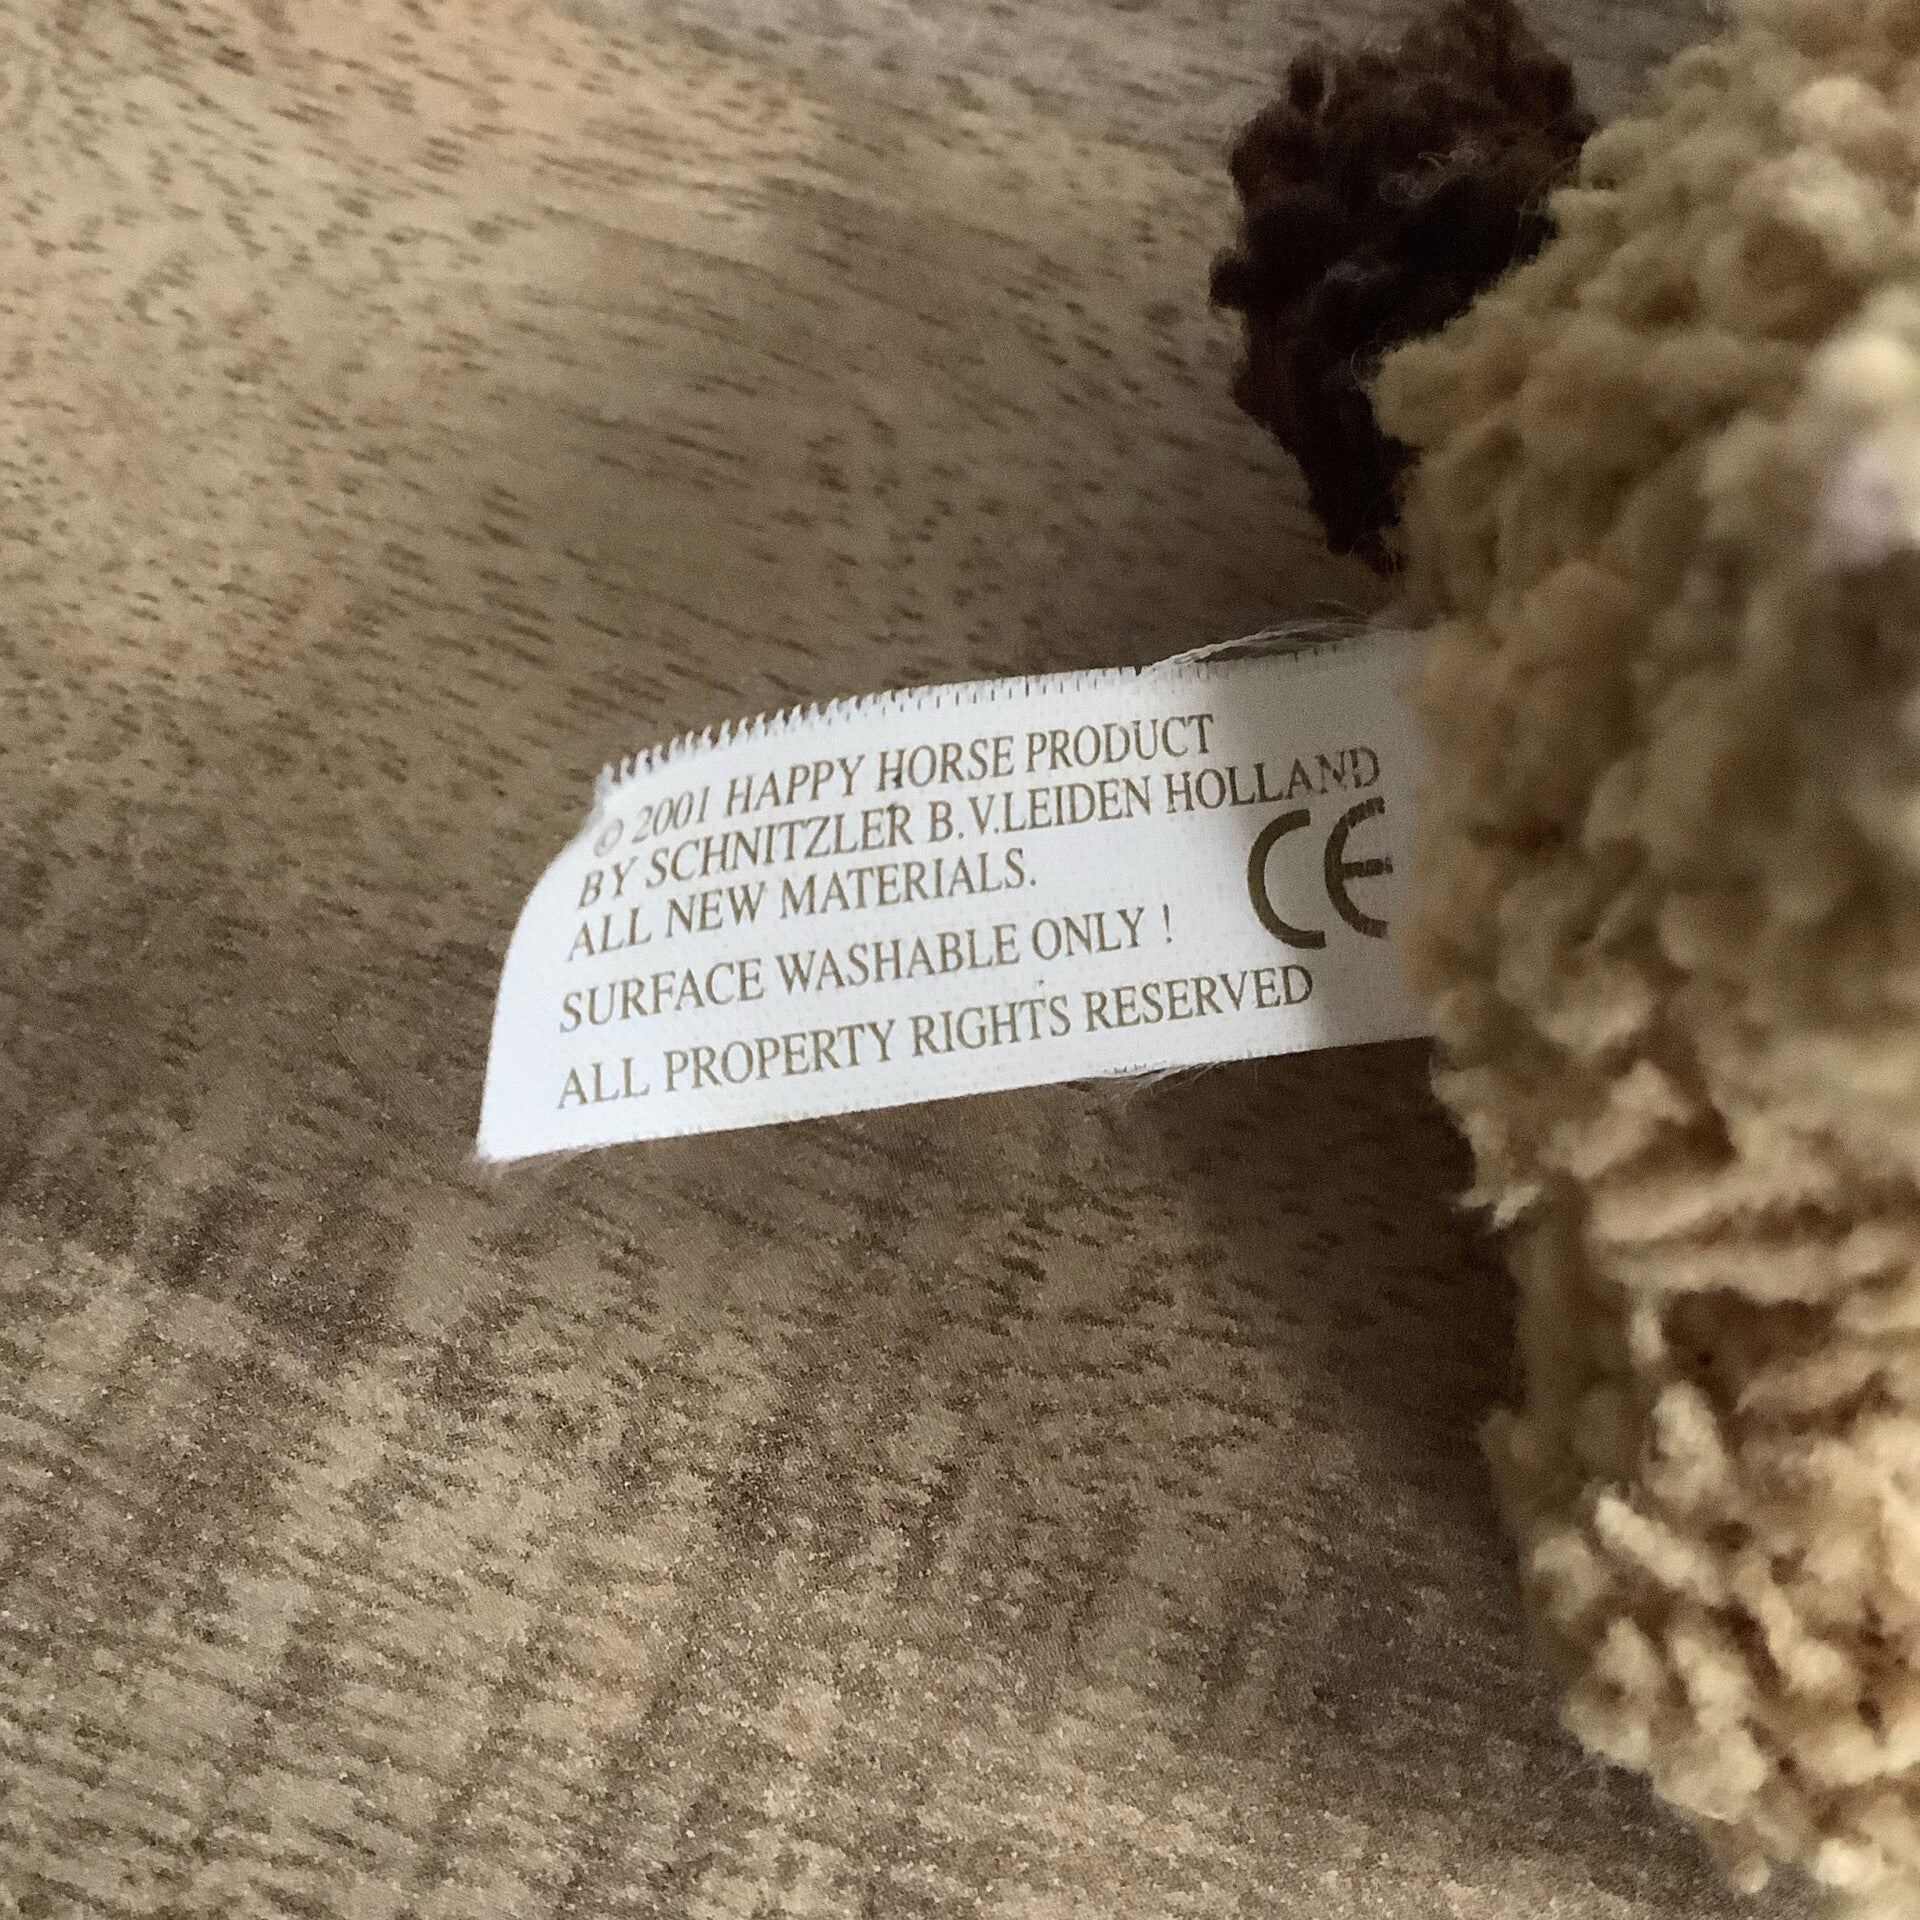 © 2001 HAPPY HORSE PRODUCT
BY SCHNITZLER B.V.LEIDEN HOLLAND
ALL NEW MATERIALS.
CE
SURFACE WASHABLE ONLY !
ALL PROPERTY RIGHTS RESERVED